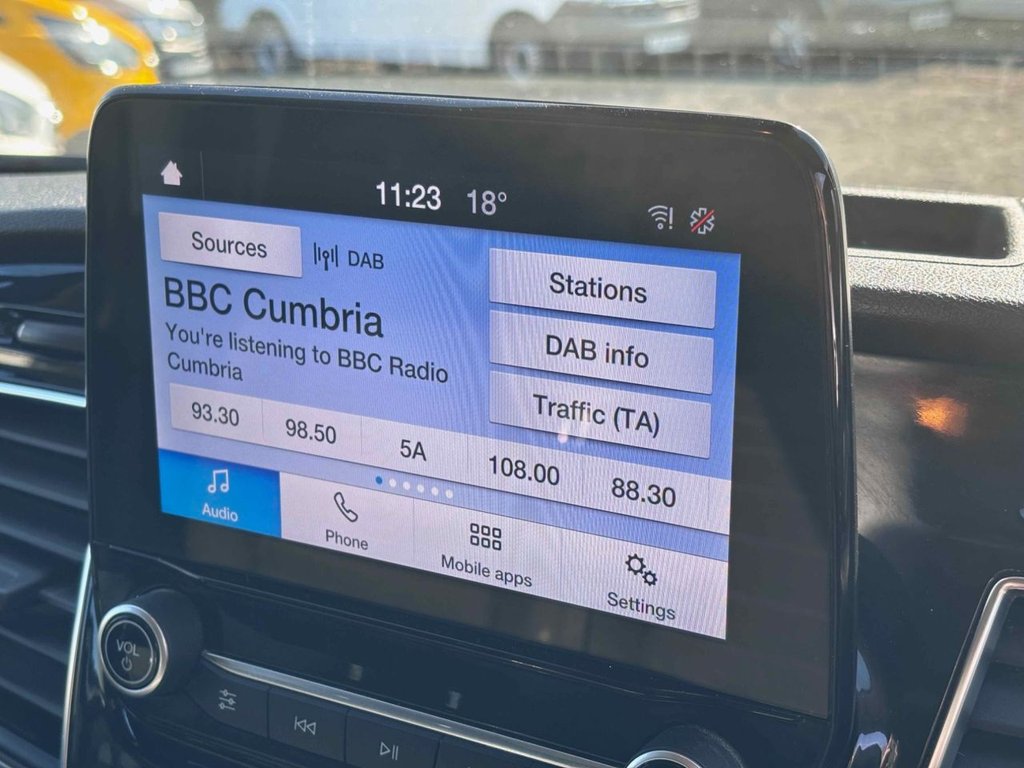 11:23 18°
Sources DAB
BBC Cumbria
You're listening to BBC Radio
Cumbria
Stations
DAB info
Traffic (TA)
93.30 98.50 5A 108.00 88.30
Audio Phone Mobile apps Settings
VOL